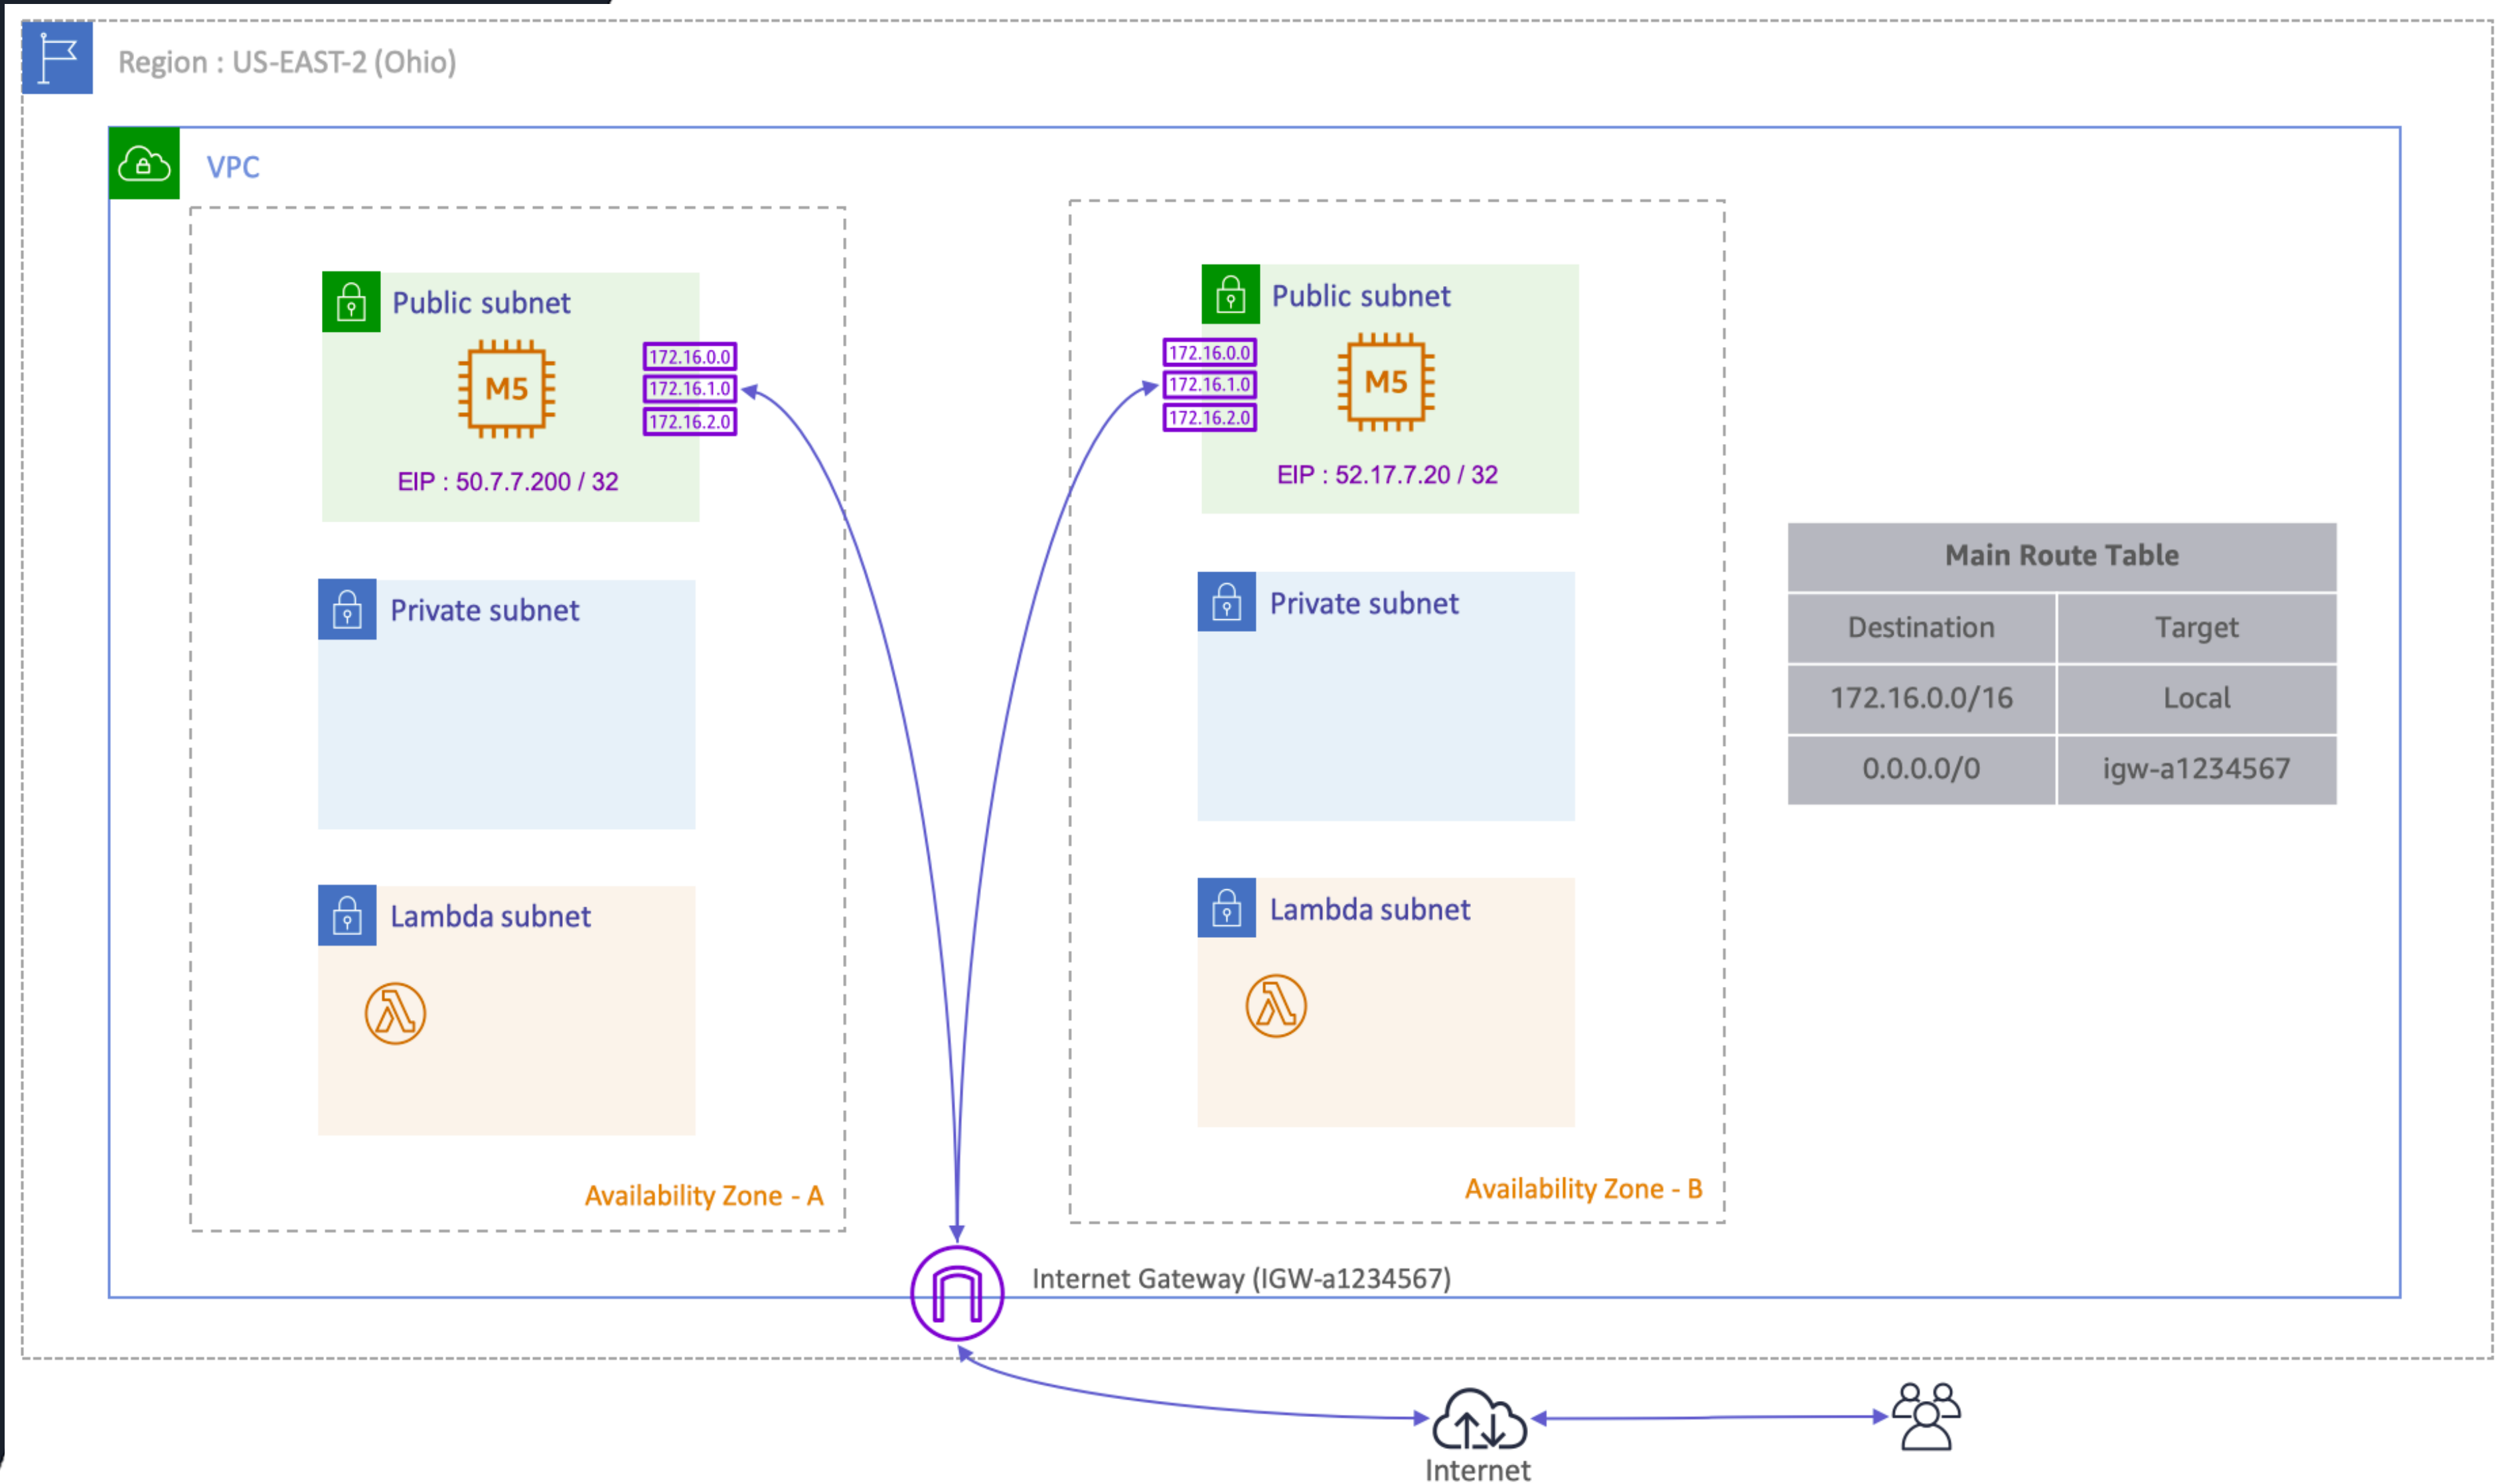 Region : US-EAST-2 (Ohio)
VPC
Public subnet
M5
172.16.0.0
172.16.1.0
172.16.2.0
EIP : 50.7.7.200 / 32
Private subnet
Lambda subnet
Availability Zone - A
Public subnet
172.16.0.0
172.16.1.0
172.16.2.0
M5
EIP : 52.17.7.20 / 32
Private subnet
Lambda subnet
Availability Zone - B
Main Route Table
Destination Target
172.16.0.0/16 Local
0.0.0.0/0 igw-a1234567
Internet Gateway (IGW-a1234567)
Internet